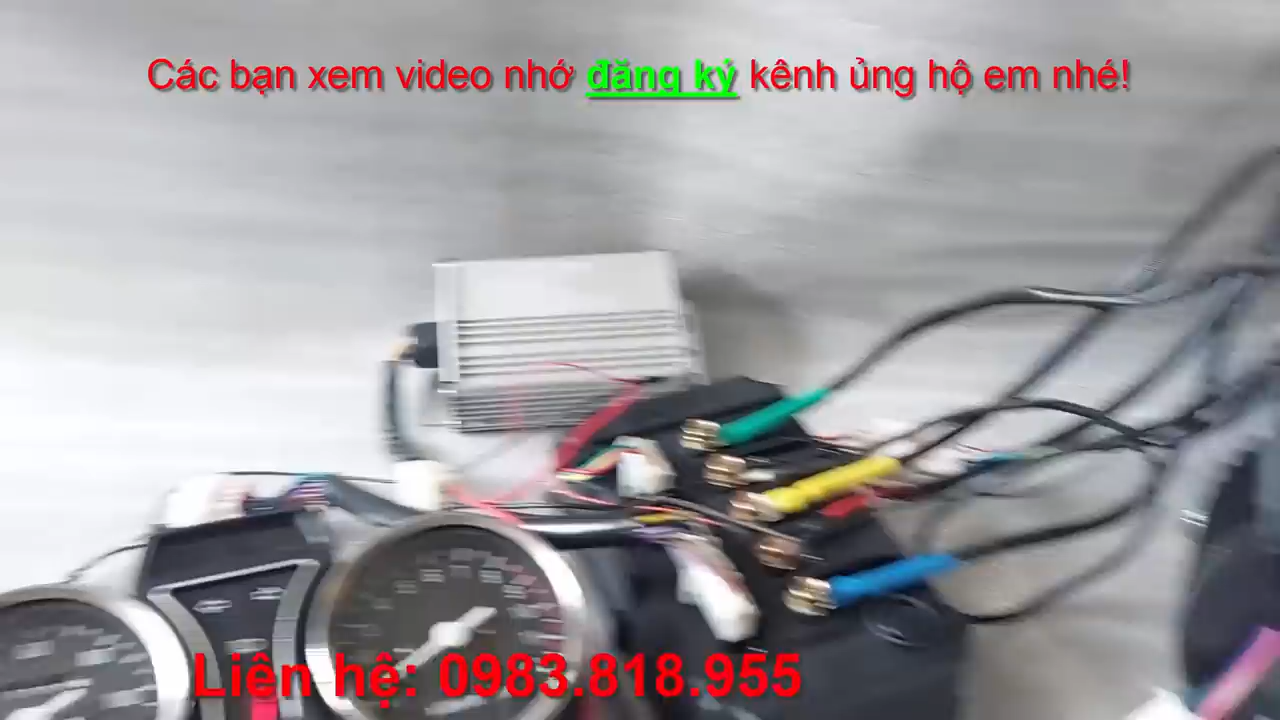 Các bạn xem video nhớ đăng ký kênh ủng hộ em nhé!
Liên hệ: 0983.818.955